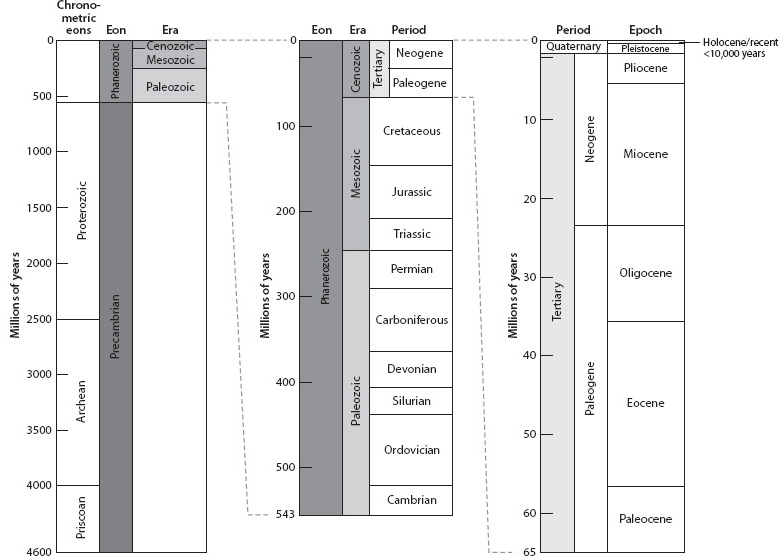 Chrono-
metric
eons Eon Era
0
500
1000
1500
2000
2500
3000
3500
4000
4600
Millions of years
Proterozoic
Archean
Priscoan
Phanerozoic
Precambrian
Cenozoic
Mesozoic
Paleozoic
Eon Era Period
0
100
200
300
400
500
543
Millions of years
Phanerozoic
Cenozoic
Mesozoic
Paleozoic
Tertiary
Neogene
Paleogene
Cretaceous
Jurassic
Triassic
Permian
Carboniferous
Devonian
Silurian
Ordovician
Cambrian
Period Epoch
0
10
20
30
40
50
60
65
Millions of years
Quaternary
Tertiary
Neogene
Paleogene
Pleistocene
Pliocene
Miocene
Oligocene
Eocene
Paleocene
Holocene/recent
<10,000 years